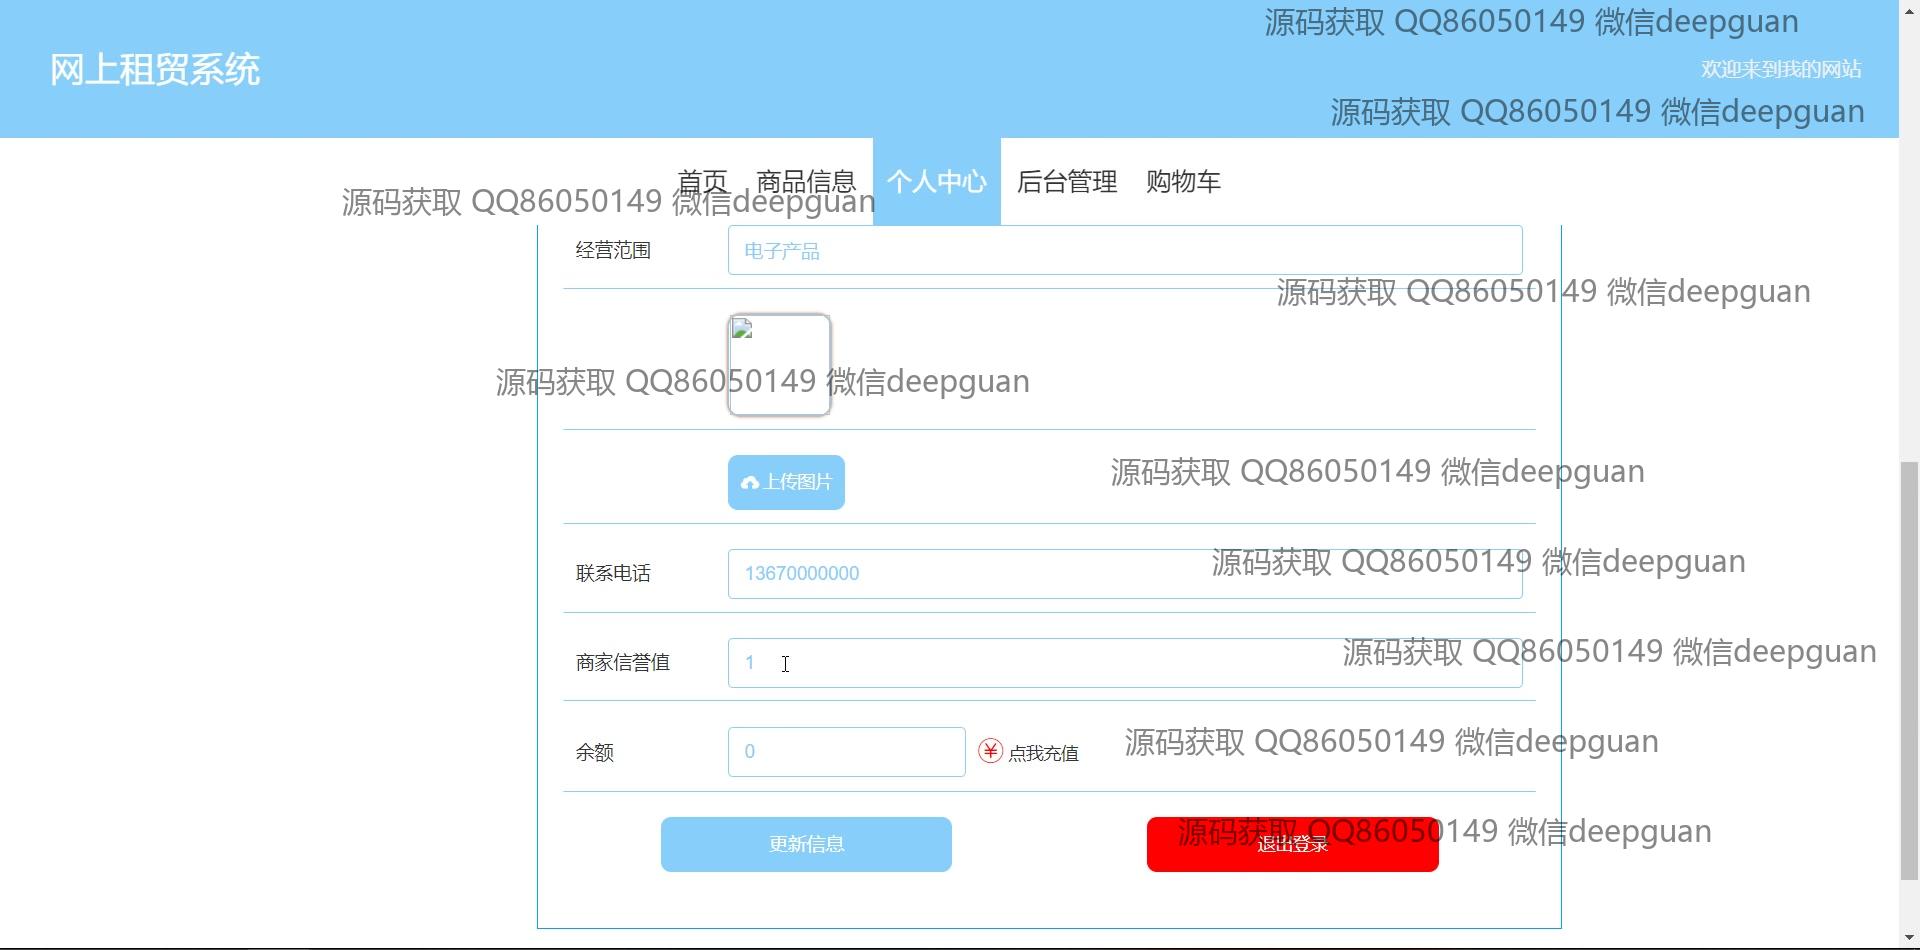 源码获取 QQ86050149 微信deepguan
网上租贸系统
欢迎来到我的网站
源码获取 QQ86050149 微信deepguan
首页 商品信息 个人中心 后台管理 购物车
源码获取 QQ86050149 微信deepguan
经营范围 电子产品
源码获取 QQ86050149 微信deepguan
源码获取 QQ86050149 微信deepguan
上传图片
源码获取 QQ86050149 微信deepguan
源码获取 QQ86050149 微信deepguan
联系电话 13670000000
源码获取 QQ86050149 微信deepguan
商家信誉值 1
源码获取 QQ86050149 微信deepguan
余额 0 点我充值
源码获取 QQ86050149 微信deepguan
更新信息 退出登录